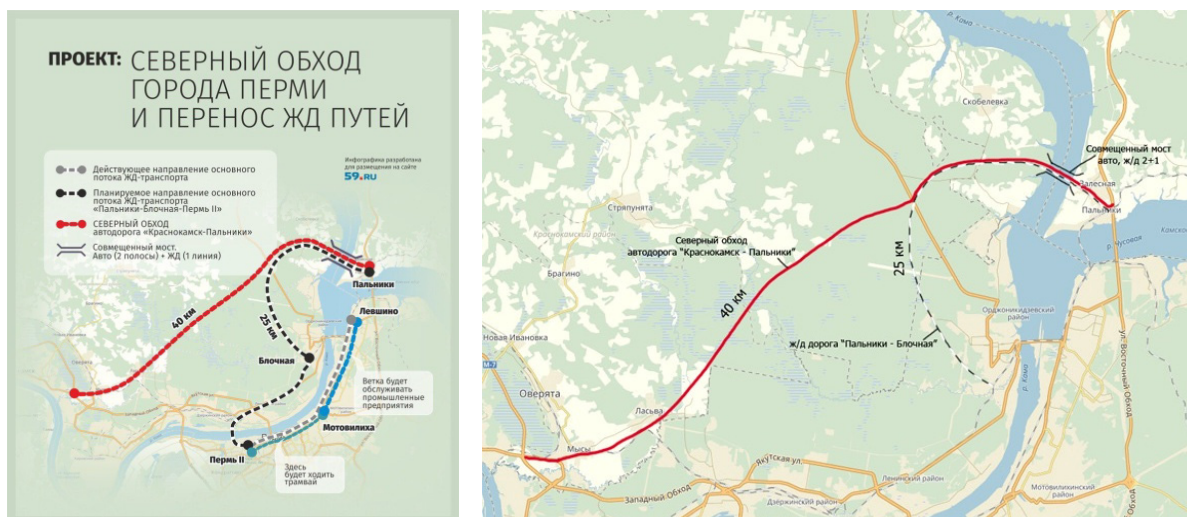 ПРОЕКТ: СЕВЕРНЫЙ ОБХОД
ГОРОДА ПЕРМИ
И ПЕРЕНОС ЖД ПУТЕЙ
Действующее направление основного
потока ЖД-транспорта
Планируемое направление основного
потока ЖД-транспорта
«Пальники-Блочная-Пермь II»
СЕВЕРНЫЙ ОБХОД
автодорога «Краснокамск-Пальники»
Совмещенный мост.
Авто (2 полосы) + ЖД (1 линия)
Инфографика разработана
для размещения на сайте
59.RU
Пальники
Левшино
40 км
25 км
Блочная
Ветка будет
обслуживать
промышленные
предприятия
Мотовилиха
Пермь II
Здесь
будет ходить
трамвай
р. Кама
Скобелевка
Совмещенный мост
авто, ж/д 2+1
Залесная
Пальники
р. Чусовая
Камско
Стряпунята
Краснокамский район
Северный обход
автодорога "Краснокамск - Пальники"
Брагино
25 км
40 км
Орджоникидзевский
район
ж/д дорога "Пальники - Блочная"
Новая Ивановка
М-7
Оверята
Ласьва
Мысы
р. Кама
ул. Восточный Обход
Якутская ул.
Западный Обход
Ленинский район
Дзержинский район
Мотовилихинский
район